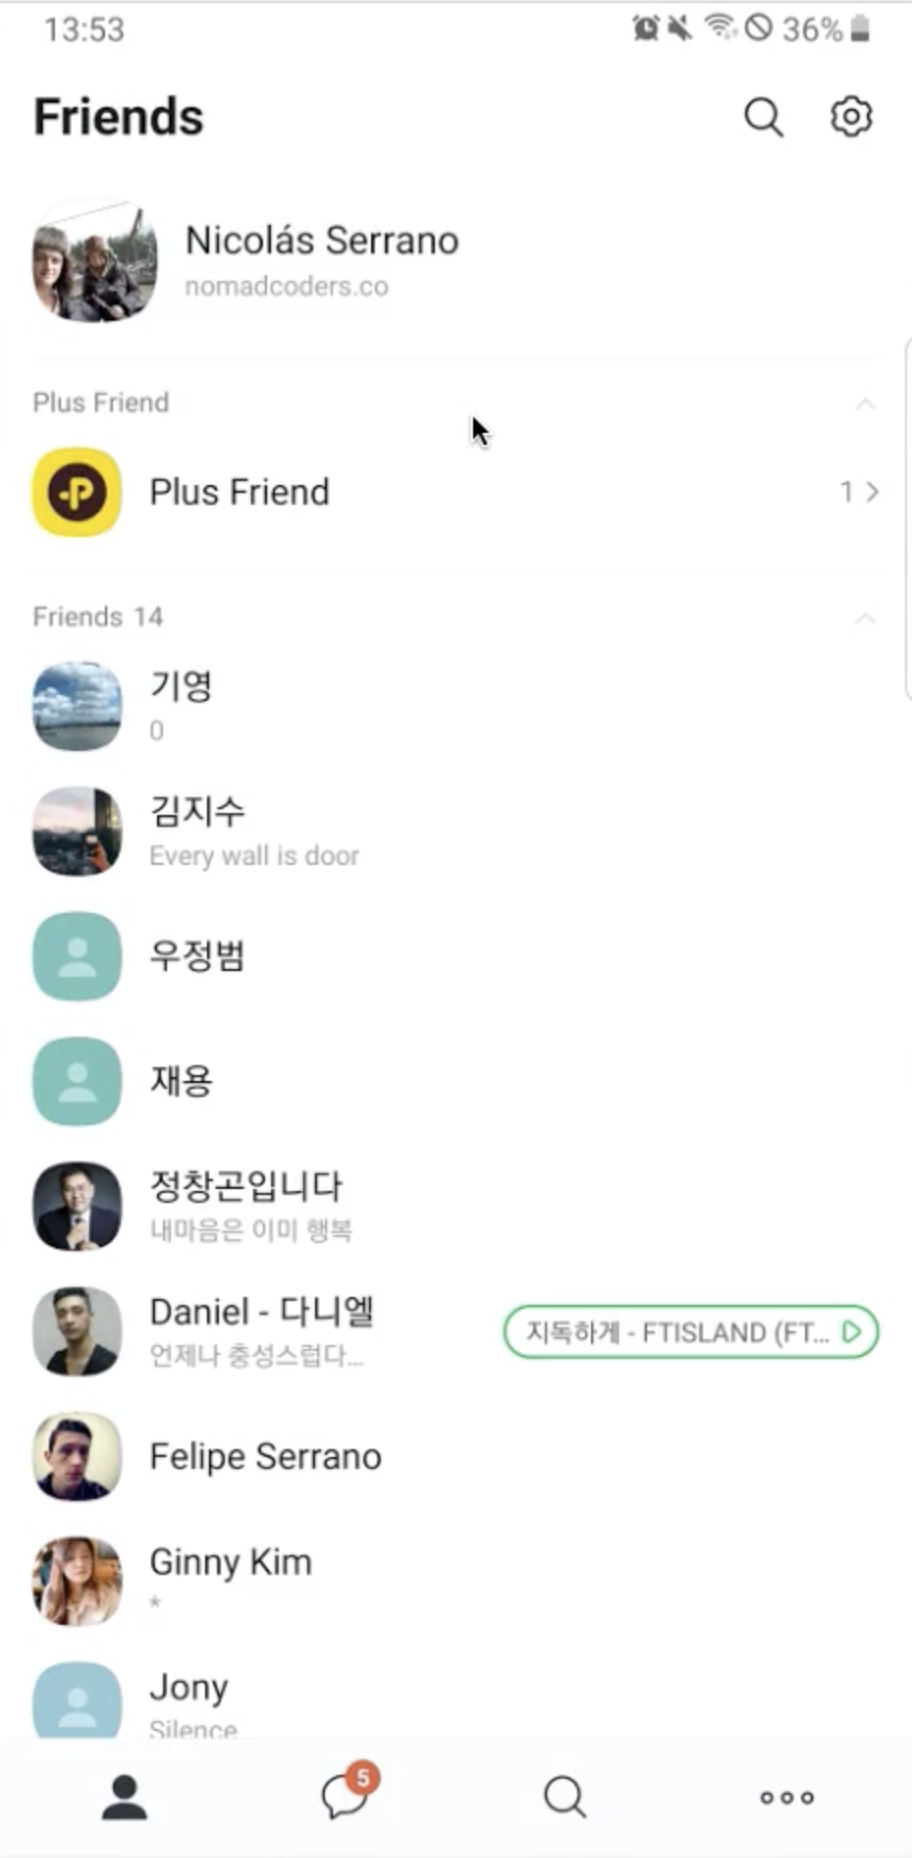 13:53
36%
Friends
Nicolás Serrano
nomadcoders.co
Plus Friend
Plus Friend
1
Friends 14
기영
0
김지수
Every wall is door
우정범
재용
정창곤입니다
내마음은 이미 행복
Daniel - 다니엘
언제나 충성스럽다...
지독하게 - FTISLAND (FT...
Felipe Serrano
Ginny Kim
*
Jony
Silence
5